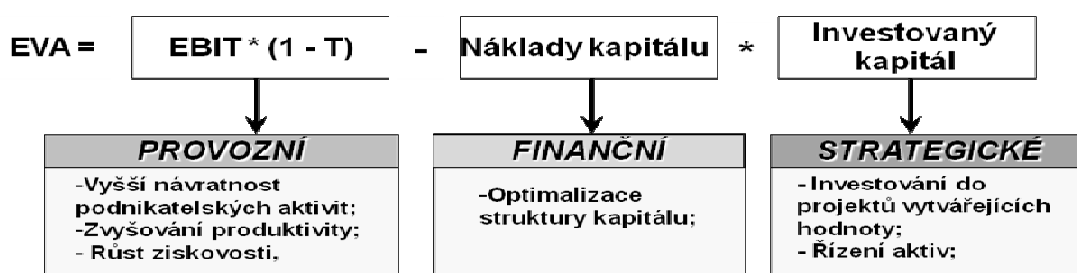 EVA = EBIT * (1 - T) - Náklady kapitálu * Investovaný kapitál
PROVOZNÍ
-Vyšší návratnost
podnikatelských aktivit;
-Zvyšování produktivity;
- Růst ziskovosti,
FINANČNÍ
-Optimalizace
struktury kapitálu;
STRATEGICKÉ
- Investování do
projektů vytvářejících
hodnoty;
- Řízení aktiv;